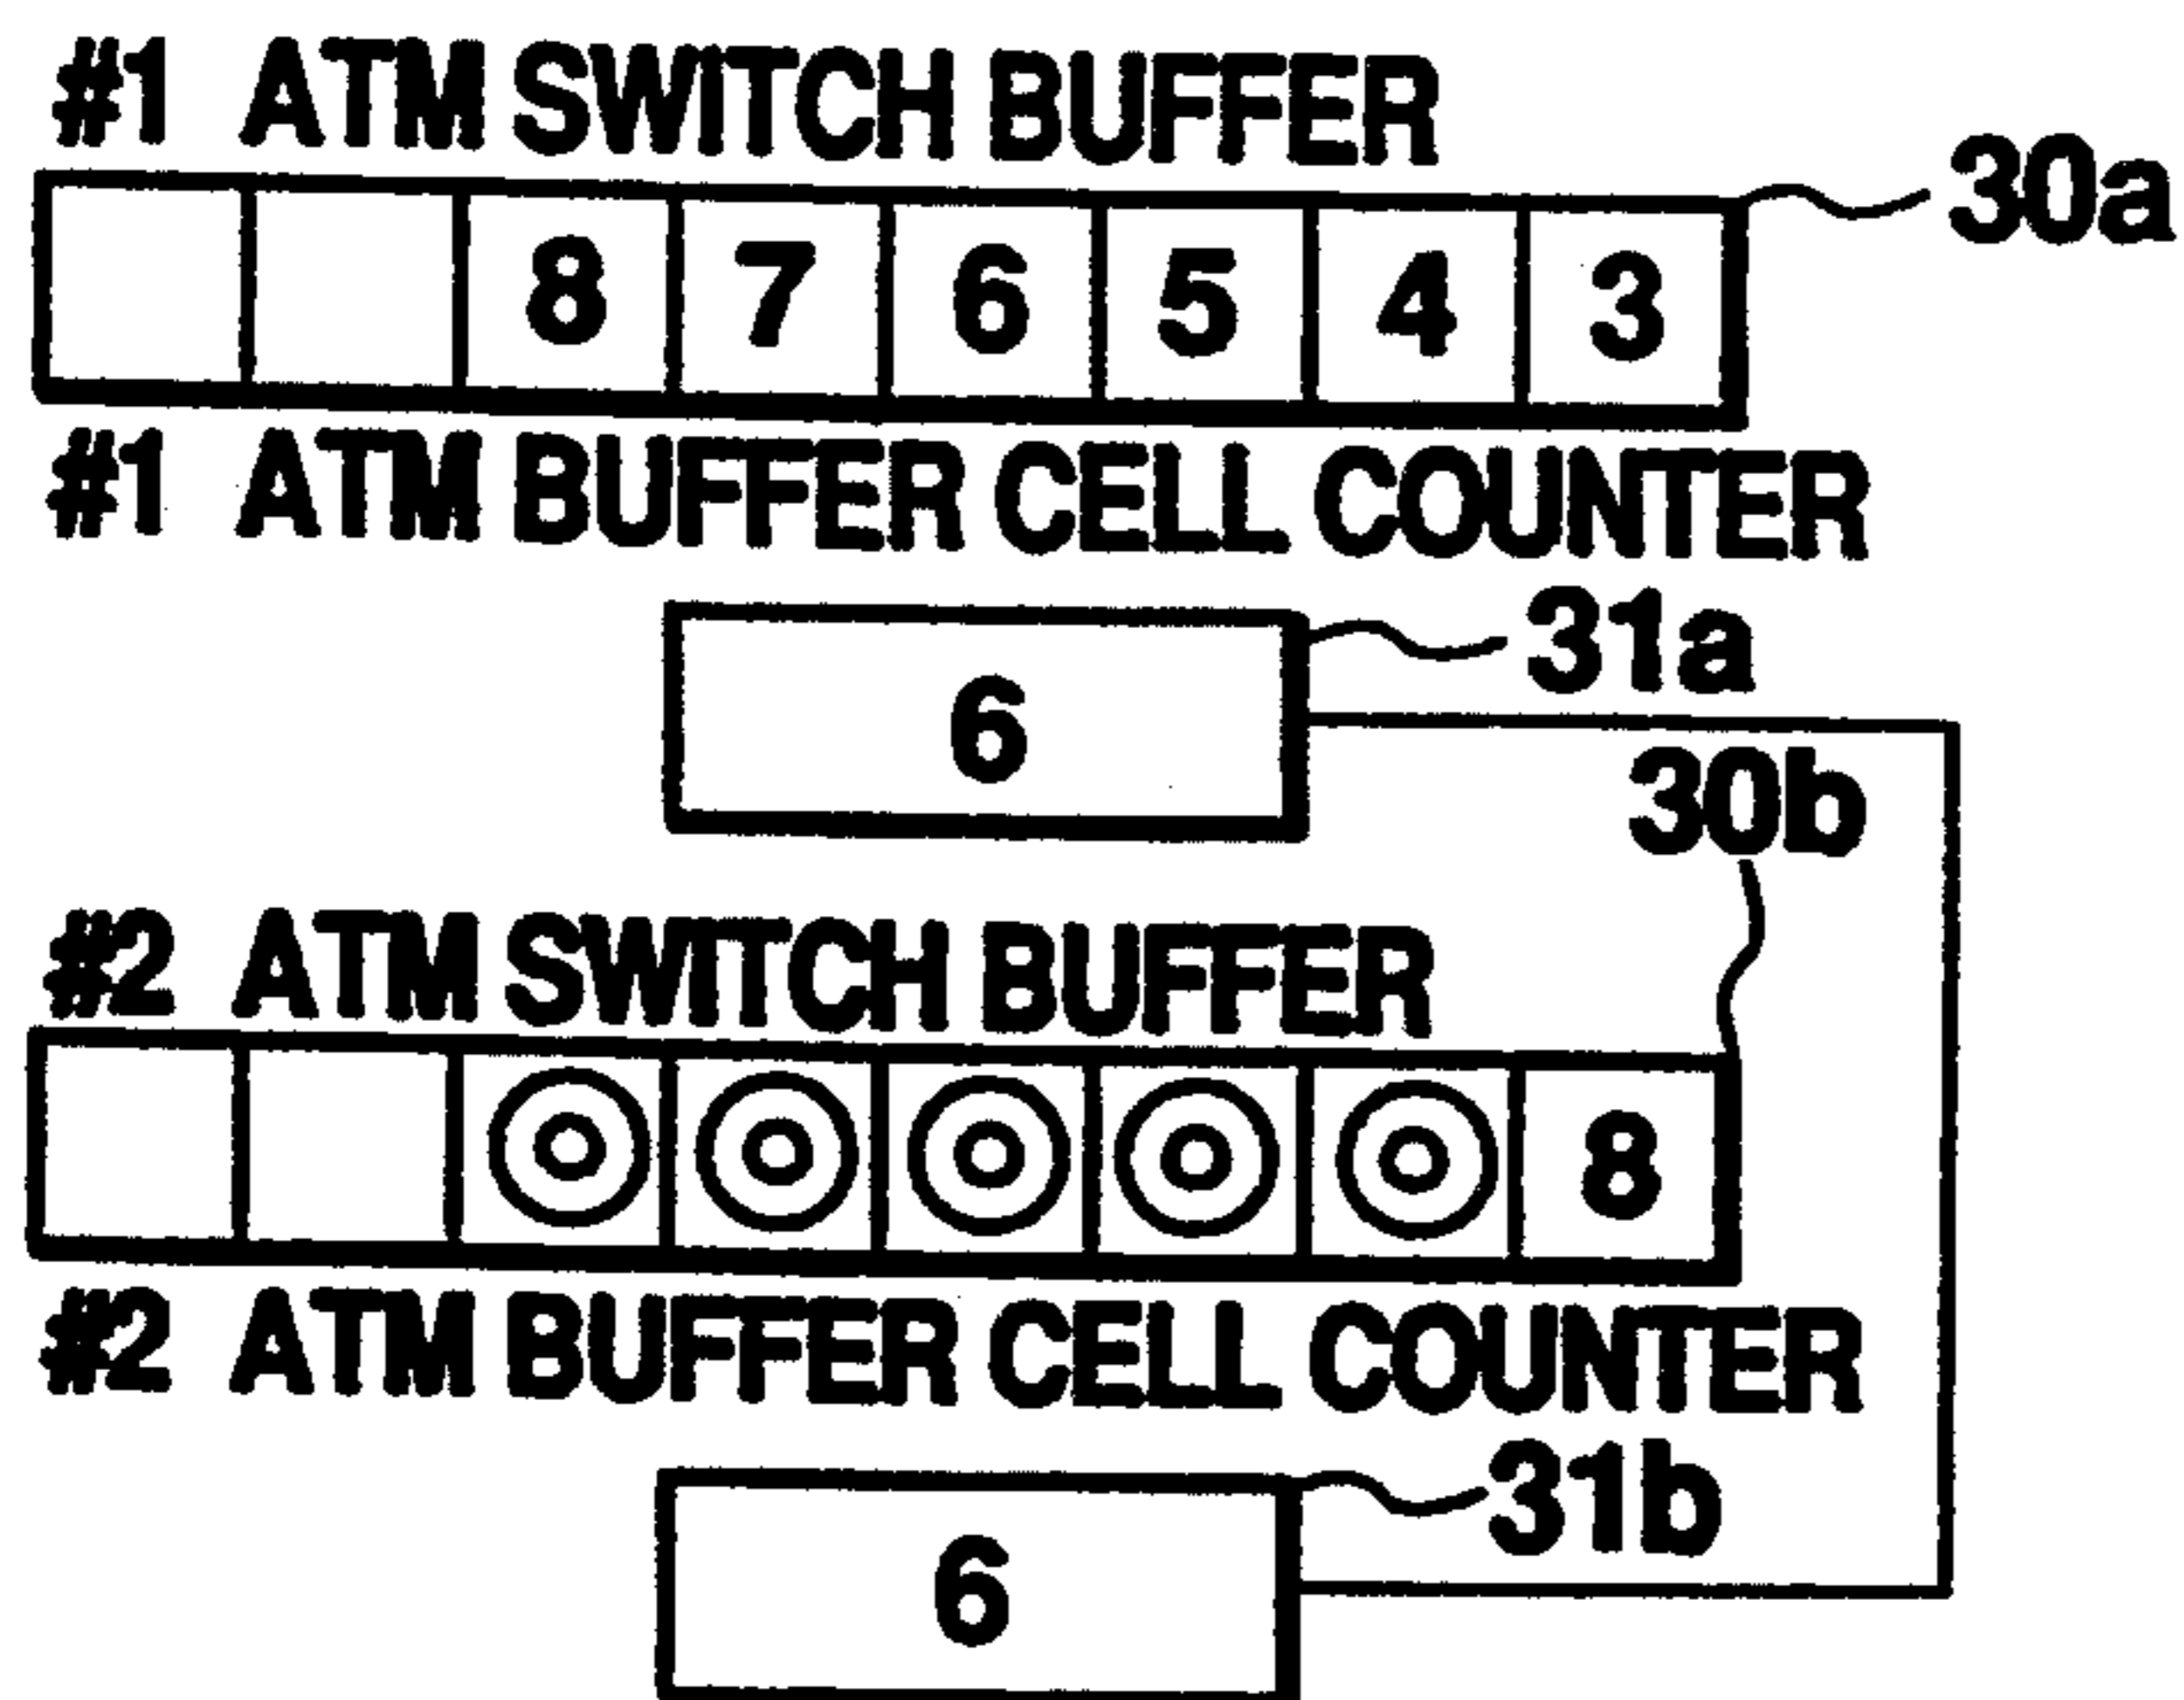 #1 ATM SWITCH BUFFER
30a
8 7 6 5 4 3
#1 ATM BUFFER CELL COUNTER
31a
6
30b
#2 ATM SWITCH BUFFER
8
#2 ATM BUFFER CELL COUNTER
31b
6